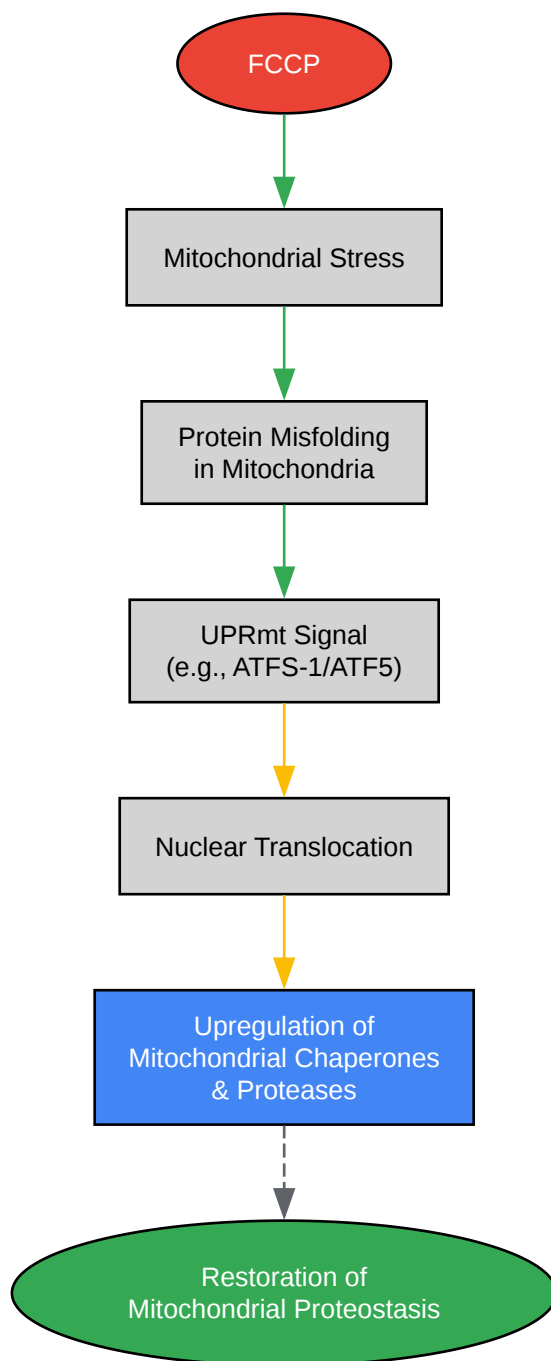 FCCP
Mitochondrial Stress
Protein Misfolding
in Mitochondria
UPRmt Signal
(e.g., ATFS-1/ATF5)
Nuclear Translocation
Upregulation of
Mitochondrial Chaperones
& Proteases
Restoration of
Mitochondrial Proteostasis